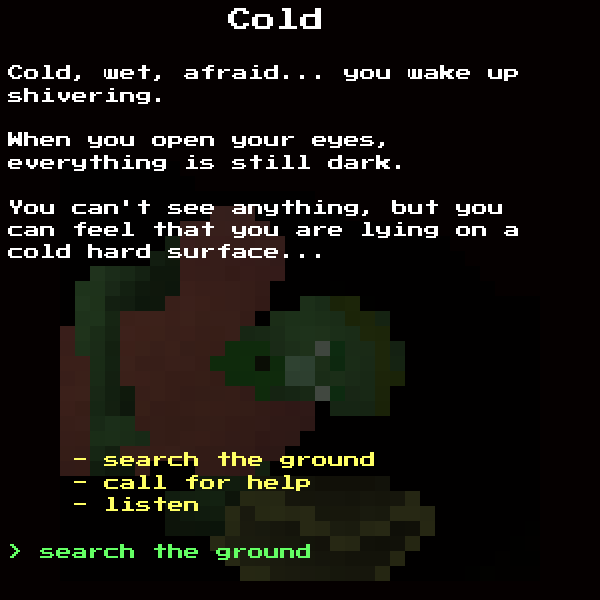 Cold
Cold, wet, afraid... you wake up
shivering.
When you open your eyes,
everything is still dark.
You can't see anything, but you
can feel that you are lying on a
cold hard surface...
- search the ground
- call for help
- listen
> search the ground